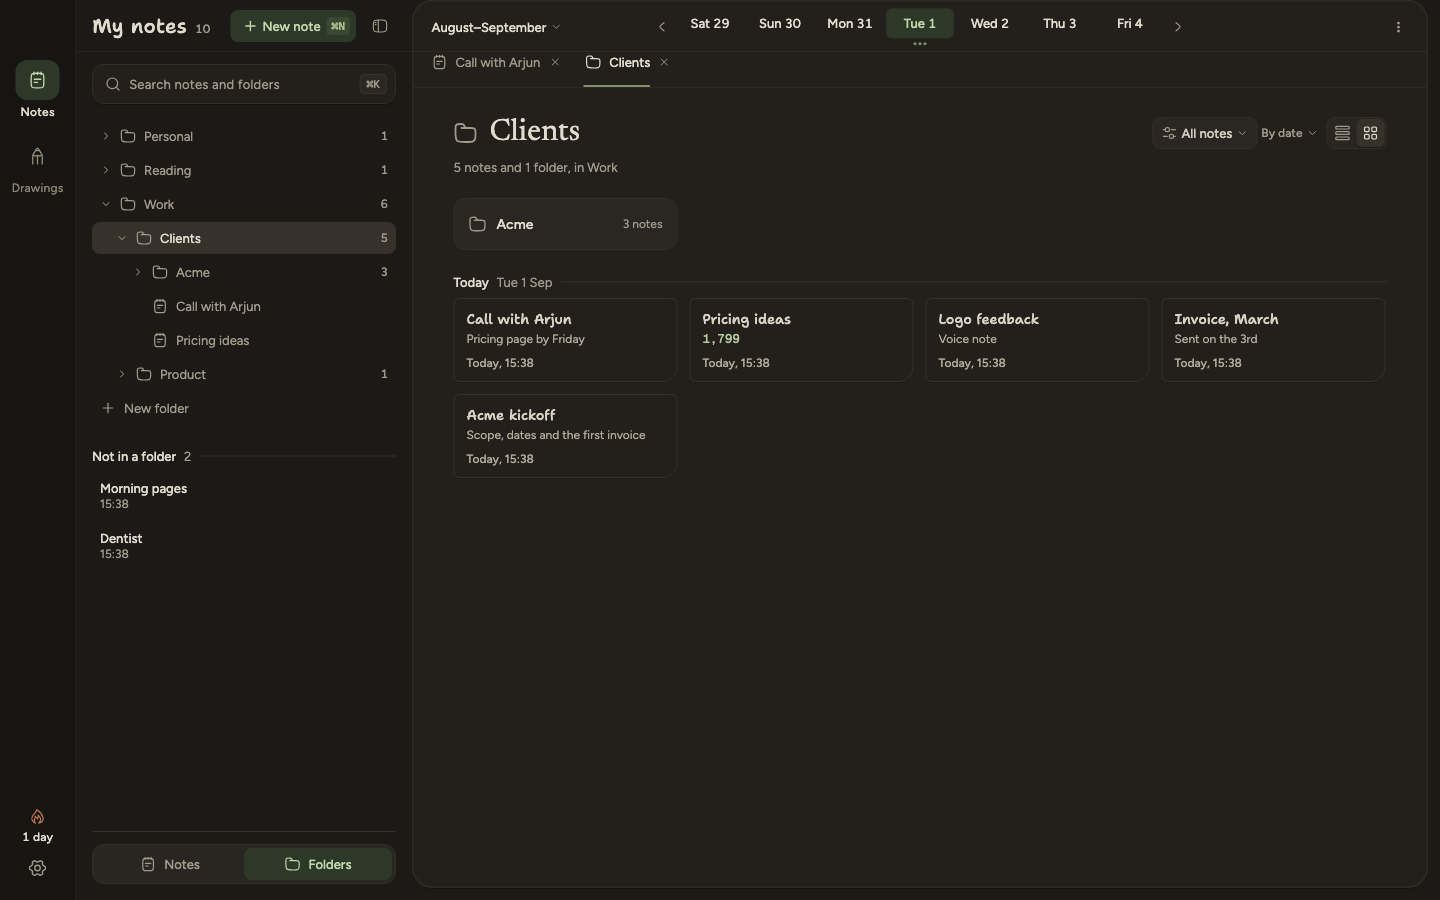 My notes 10
New note ⌘N
Notes
Drawings
1 day
Search notes and folders ⌘K
Personal 1
Reading 1
Work 6
Clients 5
Acme 3
Call with Arjun
Pricing ideas
Product 1
New folder
Not in a folder 2
Morning pages
15:38
Dentist
15:38
Notes Folders
August–September
Sat 29 Sun 30 Mon 31 Tue 1 Wed 2 Thu 3 Fri 4
Call with Arjun Clients
Clients
All notes By date
5 notes and 1 folder, in Work
Acme 3 notes
Today Tue 1 Sep
Call with Arjun
Pricing page by Friday
Today, 15:38
Pricing ideas
1,799
Today, 15:38
Logo feedback
Voice note
Today, 15:38
Invoice, March
Sent on the 3rd
Today, 15:38
Acme kickoff
Scope, dates and the first invoice
Today, 15:38